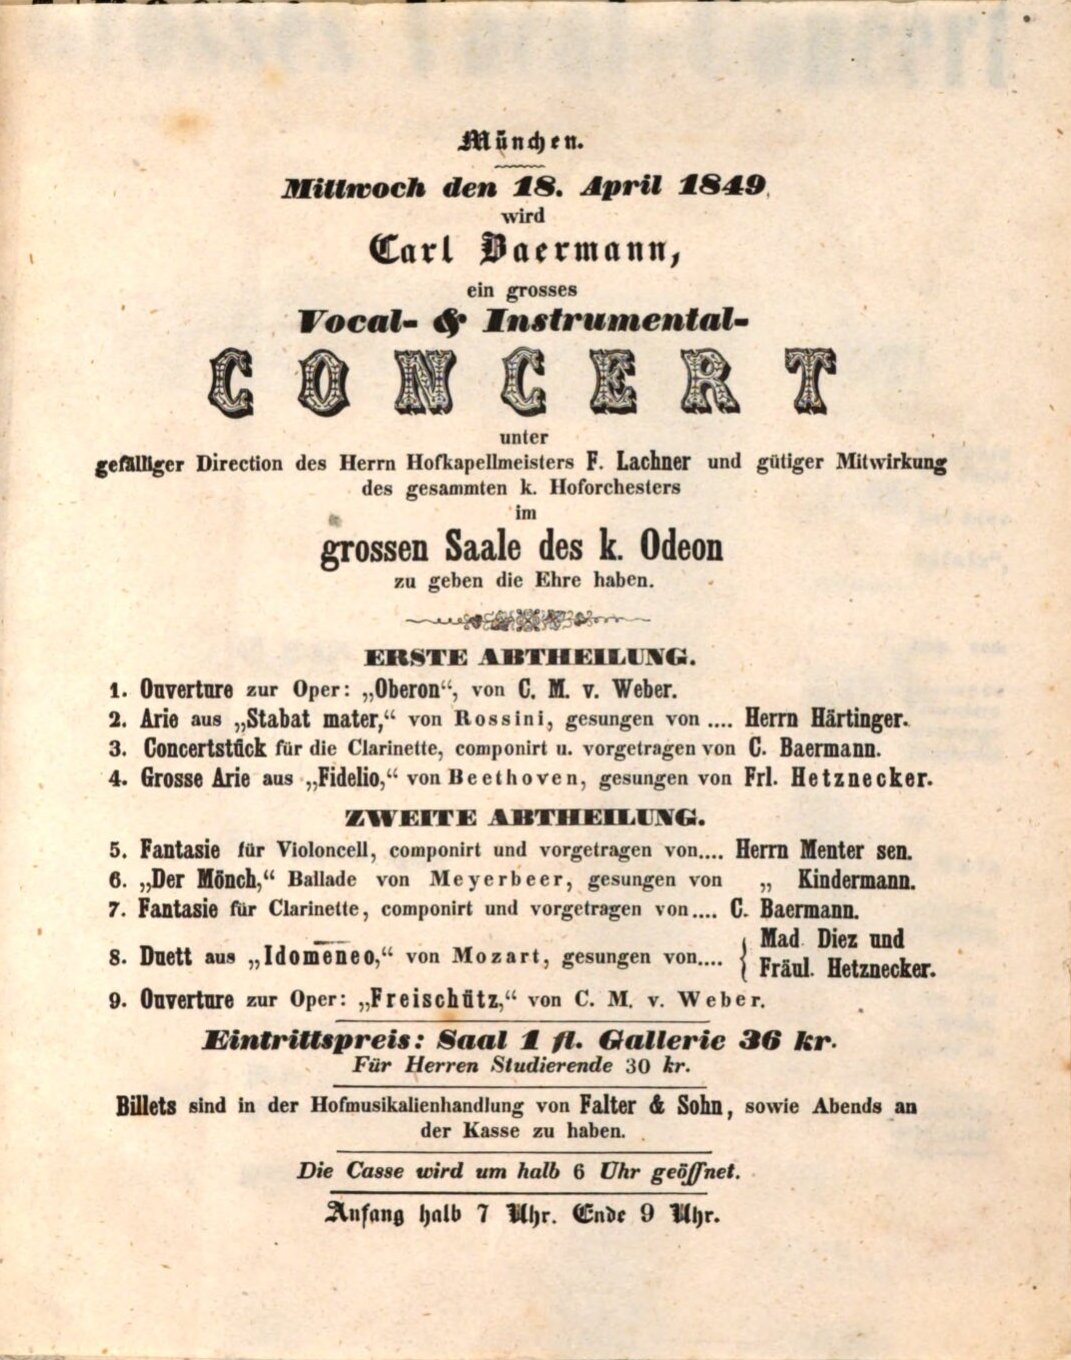 München.
Mittwoch den 18. April 1849
wird
Carl Baermann,
ein grosses
Vocal- & Instrumental-
CONCERT
unter
gefälliger Direction des Herrn Hofkapellmeisters F. Lachner und gütiger Mitwirkung
des gesammten k. Hoforchesters
im
grossen Saale des k. Odeon
zu geben die Ehre haben.
ERSTE ABTHEILUNG.
1. Ouverture zur Oper: „Oberon“, von C. M. v. Weber.
2. Arie aus „Stabat mater,“ von Rossini, gesungen von .... Herrn Härtinger.
3. Concertstück für die Clarinette, componirt u. vorgetragen von C. Baermann.
4. Grosse Arie aus „Fidelio,“ von Beethoven, gesungen von Frl. Hetznecker.
ZWEITE ABTHEILUNG.
5. Fantasie für Violoncell, componirt und vorgetragen von.... Herrn Menter sen.
6. „Der Mönch,“ Ballade von Meyerbeer, gesungen von „ Kindermann.
7. Fantasie für Clarinette, componirt und vorgetragen von.... C. Baermann.
8. Duett aus „Idomeneo,“ von Mozart, gesungen von.... { Mad. Diez und
Fräul. Hetznecker.
9. Ouverture zur Oper: „Freischütz,“ von C. M. v. Weber.
Eintrittspreis: Saal 1 fl. Gallerie 36 kr.
Für Herren Studierende 30 kr.
Billets sind in der Hofmusikalienhandlung von Falter & Sohn, sowie Abends an
der Kasse zu haben.
Die Casse wird um halb 6 Uhr geöffnet.
Anfang halb 7 Uhr. Ende 9 Uhr.